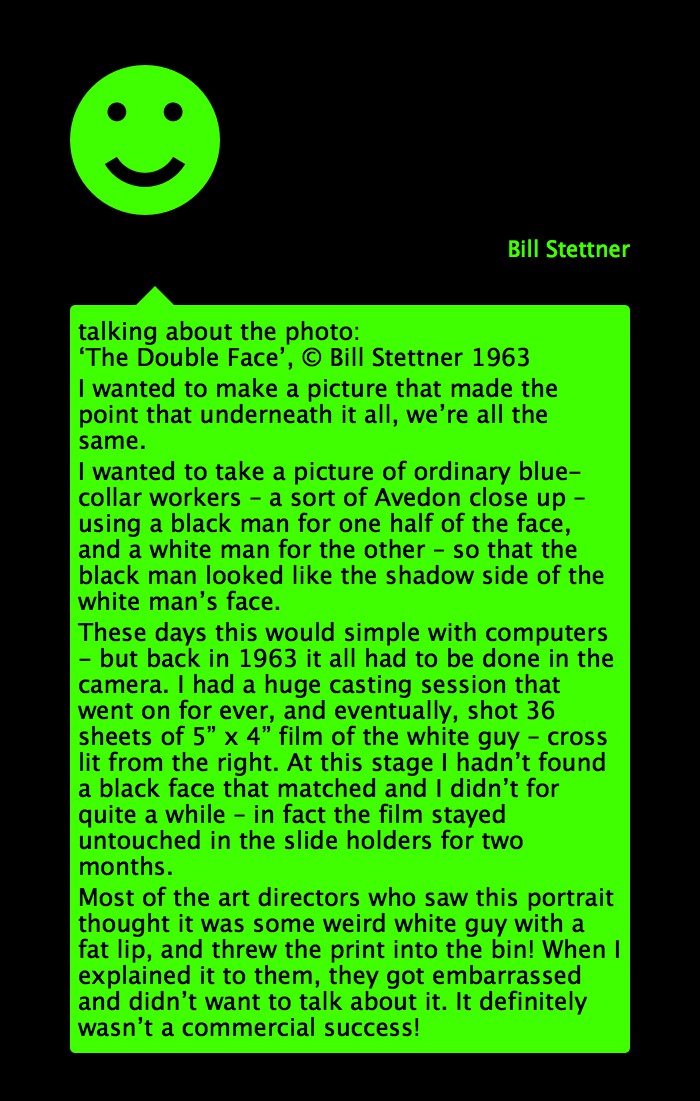 Bill Stettner
talking about the photo:
‘The Double Face’, © Bill Stettner 1963
I wanted to make a picture that made the
point that underneath it all, we’re all the
same.
I wanted to take a picture of ordinary blue–
collar workers – a sort of Avedon close up –
using a black man for one half of the face,
and a white man for the other – so that the
black man looked like the shadow side of the
white man’s face.
These days this would simple with computers
– but back in 1963 it all had to be done in the
camera. I had a huge casting session that
went on for ever, and eventually, shot 36
sheets of 5” x 4” film of the white guy – cross
lit from the right. At this stage I hadn’t found
a black face that matched and I didn’t for
quite a while – in fact the film stayed
untouched in the slide holders for two
months.
Most of the art directors who saw this portrait
thought it was some weird white guy with a
fat lip, and threw the print into the bin! When I
explained it to them, they got embarrassed
and didn’t want to talk about it. It definitely
wasn’t a commercial success!